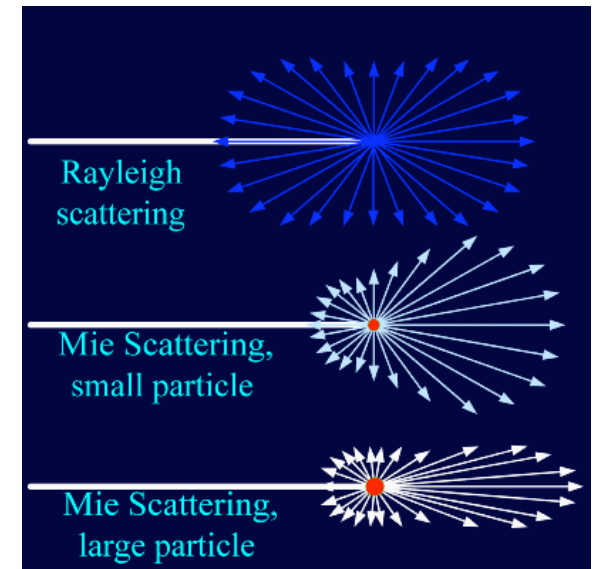 Rayleigh
scattering
Mie Scattering,
small particle
Mie Scattering,
large particle